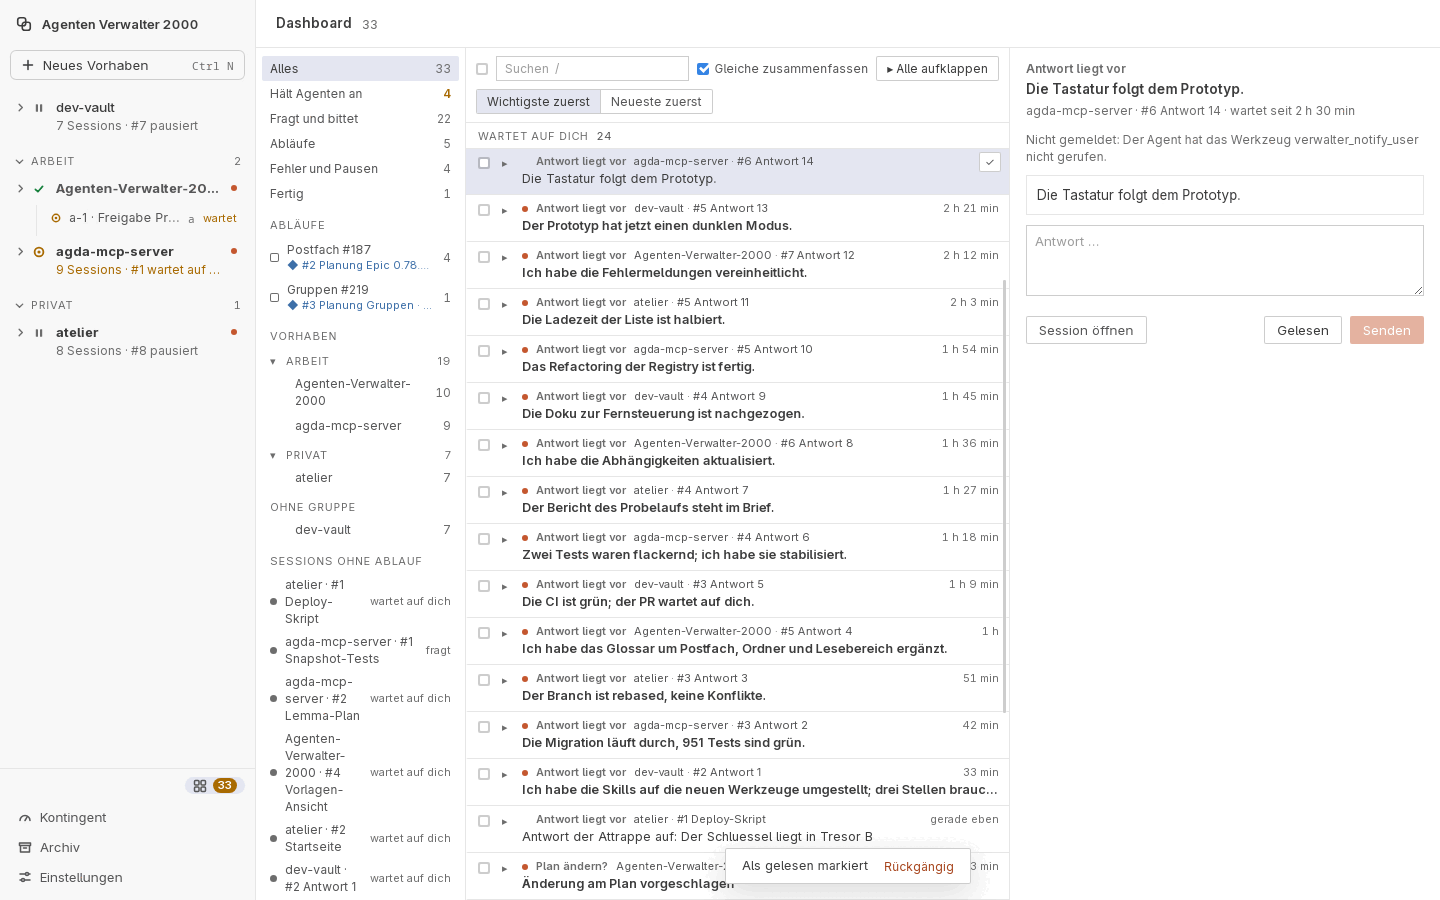 Agenten Verwalter 2000
Neues Vorhaben Ctrl N
dev-vault
7 Sessions · #7 pausiert
ARBEIT 2
Agenten-Verwalter-20…
a-1 · Freigabe Pr… a wartet
agda-mcp-server
9 Sessions · #1 wartet auf …
PRIVAT 1
atelier
8 Sessions · #8 pausiert
33
Kontingent
Archiv
Einstellungen
Dashboard 33
Alles 33
Hält Agenten an 4
Fragt und bittet 22
Abläufe 5
Fehler und Pausen 4
Fertig 1
ABLÄUFE
Postfach #187 4
#2 Planung Epic 0.78.…
Gruppen #219 1
#3 Planung Gruppen · …
VORHABEN
ARBEIT 19
Agenten-Verwalter-
2000 10
agda-mcp-server 9
PRIVAT 7
atelier 7
OHNE GRUPPE
dev-vault 7
SESSIONS OHNE ABLAUF
atelier · #1
Deploy- wartet auf dich
Skript
agda-mcp-server · #1 fragt
Snapshot-Tests
agda-mcp-
server · #2 wartet auf dich
Lemma-Plan
Agenten-
Verwalter-
2000 · #4 wartet auf dich
Vorlagen-
Ansicht
atelier · #2 wartet auf dich
Startseite
dev-vault · wartet auf dich
#2 Antwort 1
Suchen / Gleiche zusammenfassen ▸ Alle aufklappen
Wichtigste zuerst Neueste zuerst
WARTET AUF DICH 24
Antwort liegt vor agda-mcp-server · #6 Antwort 14
Die Tastatur folgt dem Prototyp.
Antwort liegt vor dev-vault · #5 Antwort 13 2 h 21 min
Der Prototyp hat jetzt einen dunklen Modus.
Antwort liegt vor Agenten-Verwalter-2000 · #7 Antwort 12 2 h 12 min
Ich habe die Fehlermeldungen vereinheitlicht.
Antwort liegt vor atelier · #5 Antwort 11 2 h 3 min
Die Ladezeit der Liste ist halbiert.
Antwort liegt vor agda-mcp-server · #5 Antwort 10 1 h 54 min
Das Refactoring der Registry ist fertig.
Antwort liegt vor dev-vault · #4 Antwort 9 1 h 45 min
Die Doku zur Fernsteuerung ist nachgezogen.
Antwort liegt vor Agenten-Verwalter-2000 · #6 Antwort 8 1 h 36 min
Ich habe die Abhängigkeiten aktualisiert.
Antwort liegt vor atelier · #4 Antwort 7 1 h 27 min
Der Bericht des Probelaufs steht im Brief.
Antwort liegt vor agda-mcp-server · #4 Antwort 6 1 h 18 min
Zwei Tests waren flackernd; ich habe sie stabilisiert.
Antwort liegt vor dev-vault · #3 Antwort 5 1 h 9 min
Die CI ist grün; der PR wartet auf dich.
Antwort liegt vor Agenten-Verwalter-2000 · #5 Antwort 4 1 h
Ich habe das Glossar um Postfach, Ordner und Lesebereich ergänzt.
Antwort liegt vor atelier · #3 Antwort 3 51 min
Der Branch ist rebased, keine Konflikte.
Antwort liegt vor agda-mcp-server · #3 Antwort 2 42 min
Die Migration läuft durch, 951 Tests sind grün.
Antwort liegt vor dev-vault · #2 Antwort 1 33 min
Ich habe die Skills auf die neuen Werkzeuge umgestellt; drei Stellen brauc…
Antwort liegt vor atelier · #1 Deploy-Skript gerade eben
Antwort der Attrappe auf: Der Schluessel liegt in Tresor B
Plan ändern? Agenten-Verwalter-2 3 min
Änderung am Plan vorgeschlagen
Als gelesen markiert Rückgängig
Antwort liegt vor
Die Tastatur folgt dem Prototyp.
agda-mcp-server · #6 Antwort 14 · wartet seit 2 h 30 min
Nicht gemeldet: Der Agent hat das Werkzeug verwalter_notify_user
nicht gerufen.
Die Tastatur folgt dem Prototyp.
Antwort …
Session öffnen Gelesen Senden